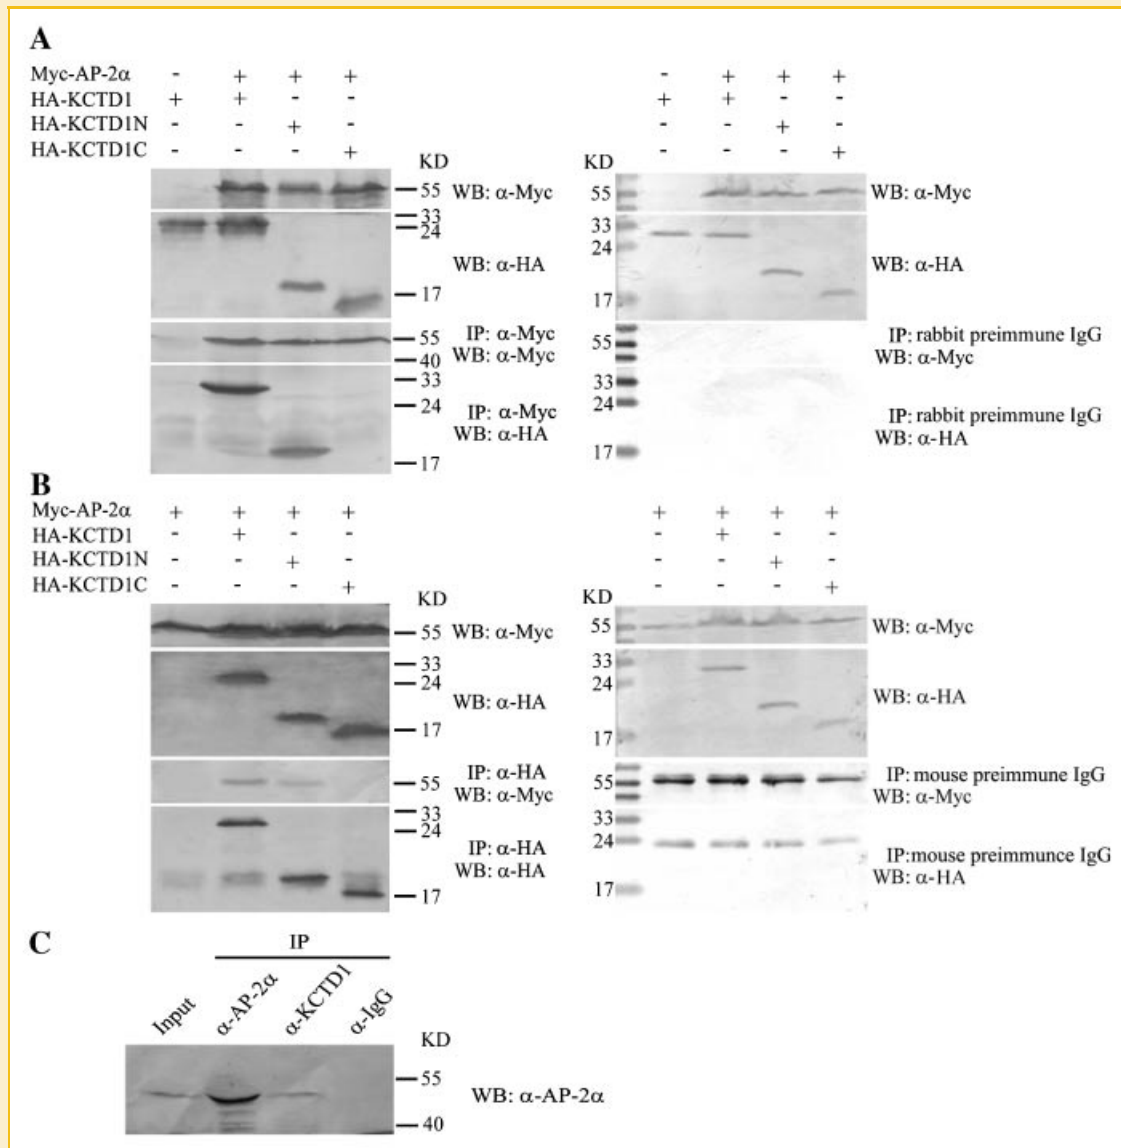 A
Myc-AP-2α - + + +
HA-KCTD1 + + - -
HA-KCTD1N - - + -
HA-KCTD1C - - - +
KD
55 WB: α-Myc
33
24
WB: α-HA
17
55 IP: α-Myc
40 WB: α-Myc
33
24
IP: α-Myc
WB: α-HA
17
- + + +
+ + - -
- - + -
- - - +
KD
55 WB: α-Myc
33
24
WB: α-HA
17
55 IP: rabbit preimmune IgG
WB: α-Myc
33
24
IP: rabbit preimmune IgG
WB: α-HA
17
B
Myc-AP-2α + + + +
HA-KCTD1 - + - -
HA-KCTD1N - - + -
HA-KCTD1C - - - +
KD
55 WB: α-Myc
33
24
WB: α-HA
17
IP: α-HA
55 WB: α-Myc
33
24
IP: α-HA
WB: α-HA
17
+ + + +
- + - -
- - + -
- - - +
KD
55 WB: α-Myc
33
24
WB: α-HA
17
55 IP: mouse preimmune IgG
WB: α-Myc
33
24
IP:mouse preimmunce IgG
WB: α-HA
17
C
IP
Input α-AP-2α α-KCTD1 α-IgG
KD
55
WB: α-AP-2α
40